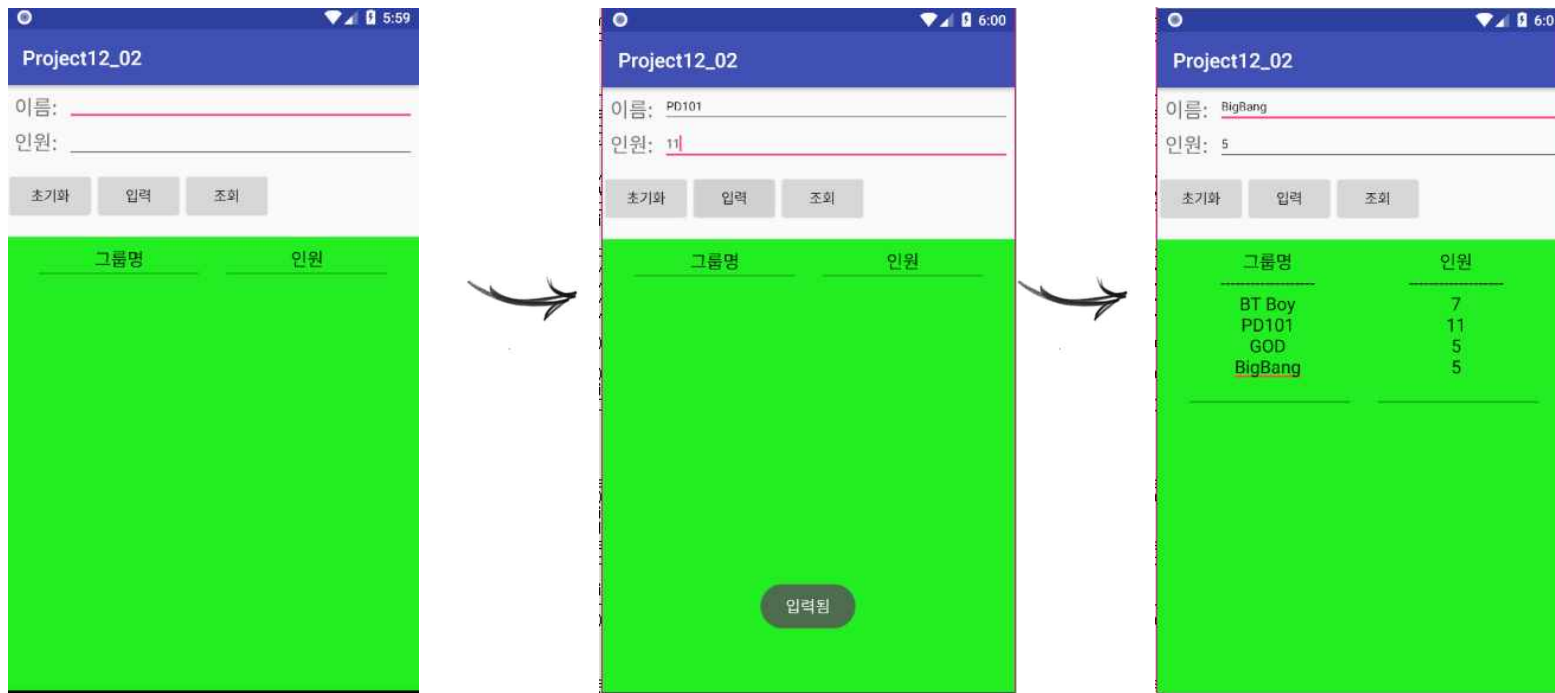 5:59
Project12_02
이름:
인원:
초기화 입력 조회
그룹명 인원
6:00
Project12_02
이름: PD101
인원: 11
초기화 입력 조회
그룹명 인원
입력됨
6:0
Project12_02
이름: BigBang
인원: 5
초기화 입력 조회
그룹명 인원
-------------------- --------------------
BT Boy 7
PD101 11
GOD 5
BigBang 5